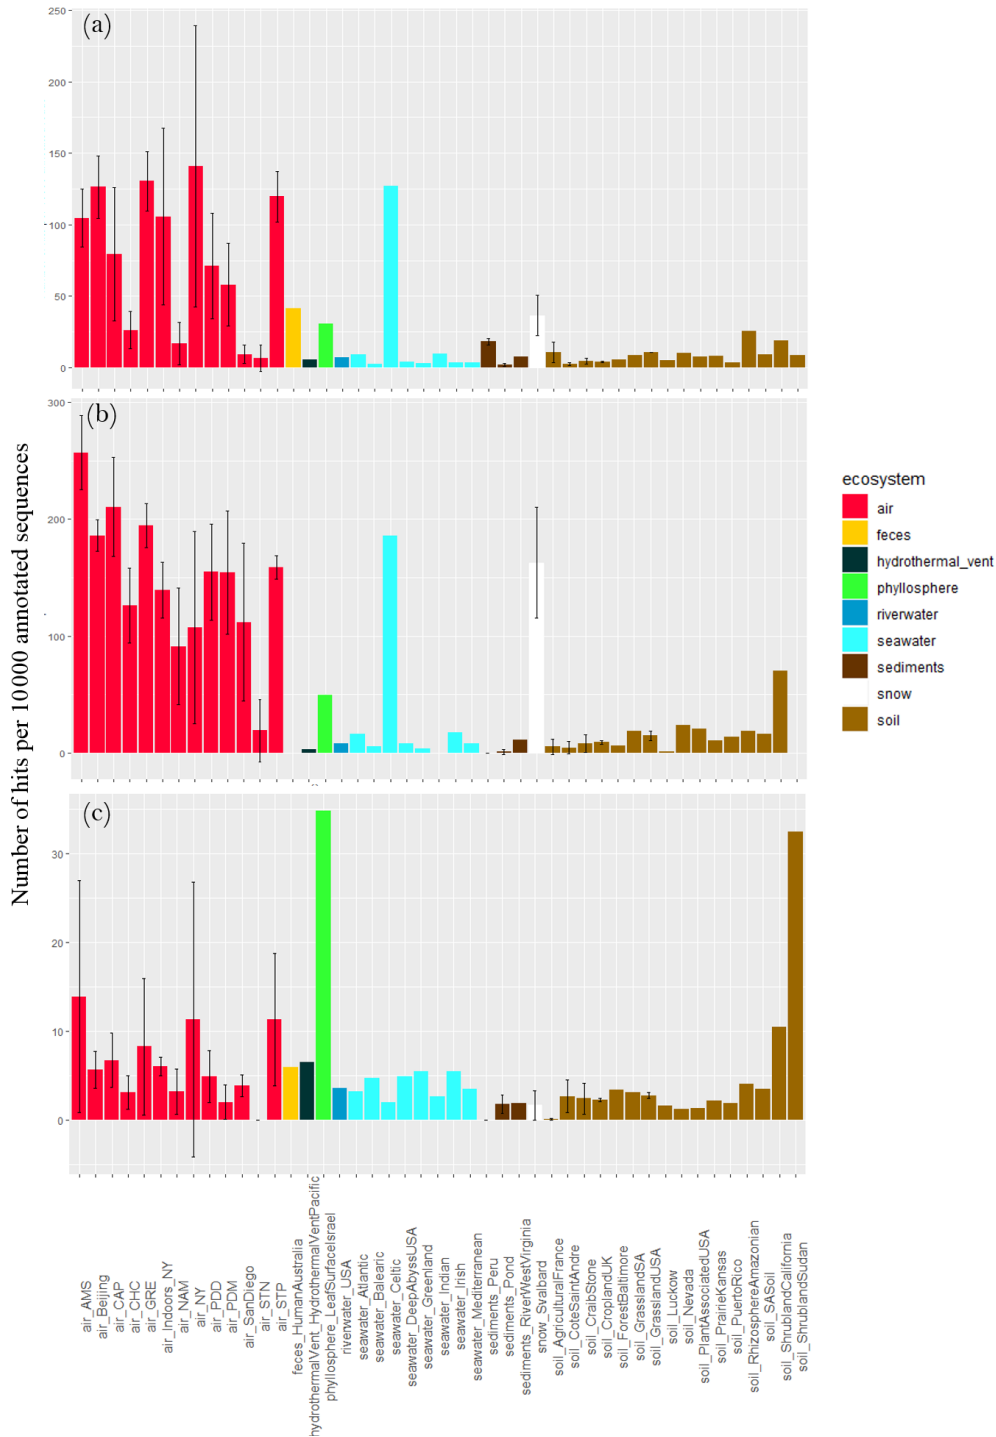 (a)
250
200
150
100
50
0
(b)
300
200
100
0
(c)
30
20
10
0
Number of hits per 10000 annotated sequences
ecosystem
air
feces
hydrothermal_vent
phyllosphere
riverwater
seawater
sediments
snow
soil
air_AMS
air_Beijing
air_CAP
air_CHC
air_GRE
air_Indoors_NY
air_NAM
air_NY
air_PDD
air_PDM
air_SanDiego
air_STN
air_STP
feces_HumanAustralia
hydrothermalVent_HydrothermalVentPacific
phyllosphere_LeafSurfaceIsrael
riverwater_USA
seawater_Atlantic
seawater_Balearic
seawater_Celtic
seawater_DeepAbyssUSA
seawater_Greenland
seawater_Indian
seawater_Irish
seawater_Mediterranean
sediments_Peru
sediments_Pond
sediments_RiverWestVirginia
snow_Svalbard
soil_AgriculturalFrance
soil_CoteSaintAndre
soil_CraibStone
soil_CroplandUK
soil_ForestBaltimore
soil_GrasslandSA
soil_GrasslandUSA
soil_Luckow
soil_Nevada
soil_PlantAssociatedUSA
soil_PrairieKansas
soil_PuertoRico
soil_RhizosphereAmazonian
soil_SASoil
soil_ShrublandCalifornia
soil_ShrublandSudan